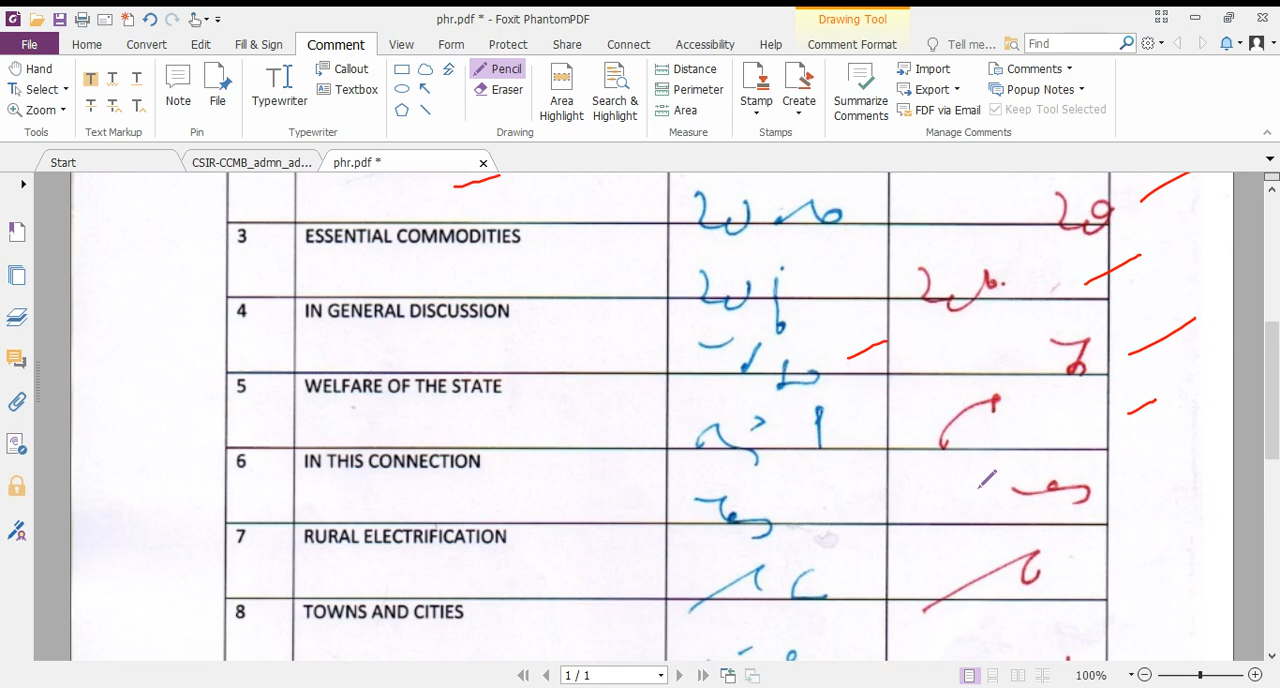 phr.pdf * - Foxit PhantomPDF
Drawing Tool
File Home Convert Edit Fill & Sign Comment View Form Protect Share Connect Accessibility Help Comment Format Tell me... Find
Hand
Select
Zoom
Tools
Text Markup
Note
File
Pin
Typewriter
Callout
Textbox
Typewriter
Pencil
Eraser
Area Highlight
Search & Highlight
Drawing
Distance
Perimeter
Area
Measure
Stamp
Create
Stamps
Summarize Comments
Import
Export
FDF via Email
Comments
Popup Notes
Keep Tool Selected
Manage Comments
Start CSIR-CCMB_admn_ad... phr.pdf *
3 ESSENTIAL COMMODITIES
4 IN GENERAL DISCUSSION
5 WELFARE OF THE STATE
6 IN THIS CONNECTION
7 RURAL ELECTRIFICATION
8 TOWNS AND CITIES
1 / 1
100%